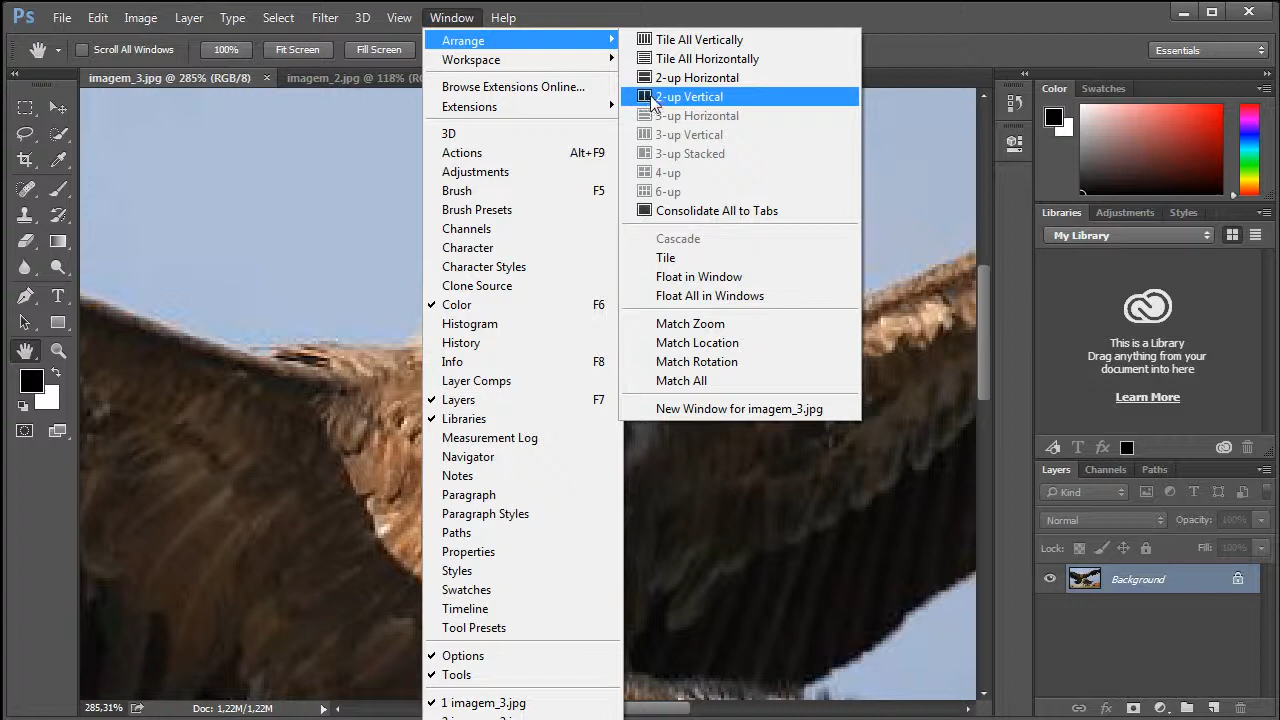 Ps File Edit Image Layer Type Select Filter 3D View Window Help
Scroll All Windows 100% Fit Screen Fill Screen Essentials
imagem_3.jpg @ 285% (RGB/8) × imagem_2.jpg @ 118% (R
Arrange
Workspace
Browse Extensions Online...
Extensions
3D
Actions Alt+F9
Adjustments
Brush F5
Brush Presets
Channels
Character
Character Styles
Clone Source
Color F6
Histogram
History
Info F8
Layer Comps
Layers F7
Libraries
Measurement Log
Navigator
Notes
Paragraph
Paragraph Styles
Paths
Properties
Styles
Swatches
Timeline
Tool Presets
Options
Tools
1 imagem_3.jpg
Tile All Vertically
Tile All Horizontally
2-up Horizontal
2-up Vertical
3-up Horizontal
3-up Vertical
3-up Stacked
4-up
6-up
Consolidate All to Tabs
Cascade
Tile
Float in Window
Float All in Windows
Match Zoom
Match Location
Match Rotation
Match All
New Window for imagem_3.jpg
Color Swatches
Libraries Adjustments Styles
My Library
This is a Library
Drag anything from your
document into here
Learn More
Layers Channels Paths
Kind
Normal Opacity: 100%
Lock: Fill: 100%
Background
285,31% Doc: 1,22M/1,22M